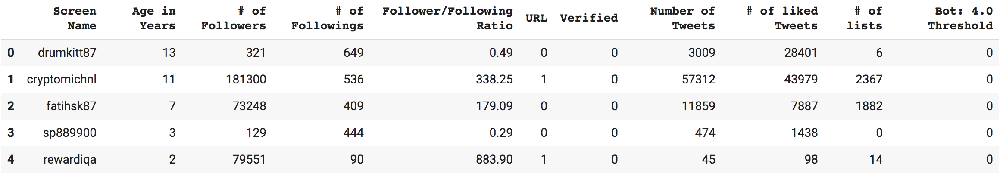 Screen Name Age in Years # of Followers # of Followings Follower/Following Ratio URL Verified Number of Tweets # of liked Tweets # of lists Bot: 4.0 Threshold
0 drumkitt87 13 321 649 0.49 0 0 3009 28401 6 0
1 cryptomichnl 11 181300 536 338.25 1 0 57312 43979 2367 0
2 fatihsk87 7 73248 409 179.09 0 0 11859 7887 1882 0
3 sp889900 3 129 444 0.29 0 0 474 1438 0 0
4 rewardiqa 2 79551 90 883.90 1 0 45 98 14 0